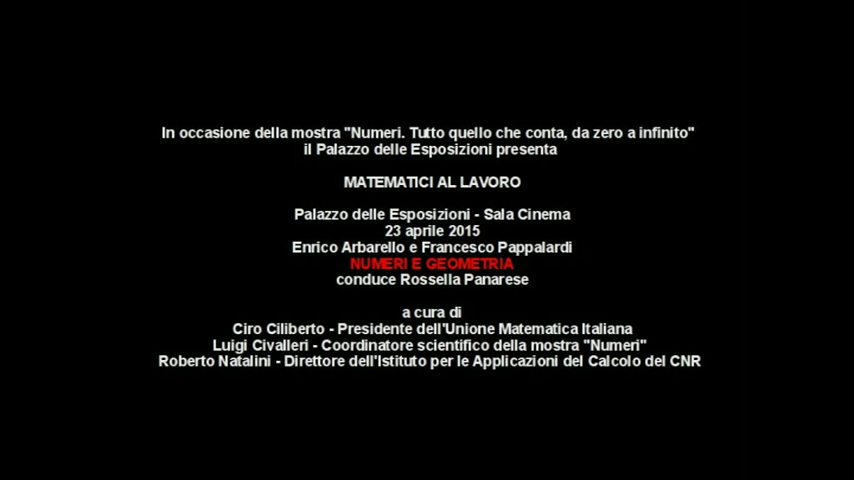 In occasione della mostra "Numeri. Tutto quello che conta, da zero a infinito"
il Palazzo delle Esposizioni presenta
MATEMATICI AL LAVORO
Palazzo delle Esposizioni - Sala Cinema
23 aprile 2015
Enrico Arbarello e Francesco Pappalardi
NUMERI E GEOMETRIA
conduce Rossella Panarese
a cura di
Ciro Ciliberto - Presidente dell'Unione Matematica Italiana
Luigi Civalleri - Coordinatore scientifico della mostra "Numeri"
Roberto Natalini - Direttore dell'Istituto per le Applicazioni del Calcolo del CNR